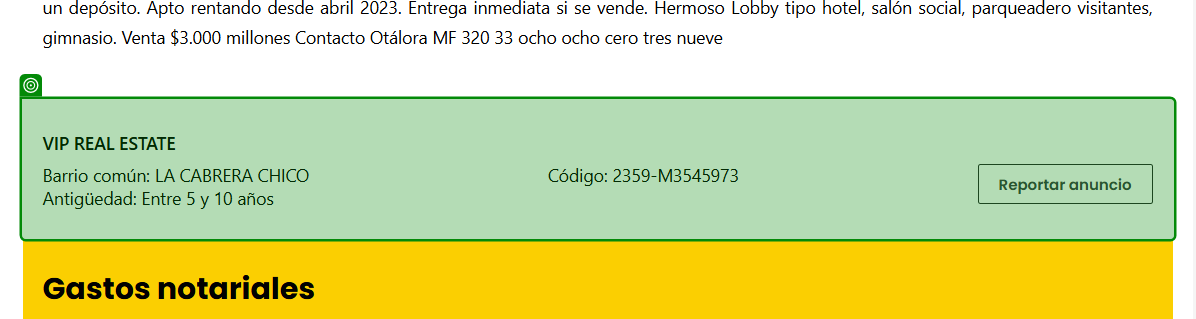 un depósito. Apto rentando desde abril 2023. Entrega inmediata si se vende. Hermoso Lobby tipo hotel, salón social, parqueadero visitantes,
gimnasio. Venta $3.000 millones Contacto Otálora MF 320 33 ocho ocho cero tres nueve
VIP REAL ESTATE
Barrio común: LA CABRERA CHICO
Código: 2359-M3545973
Reportar anuncio
Antigüedad: Entre 5 y 10 años
Gastos notariales